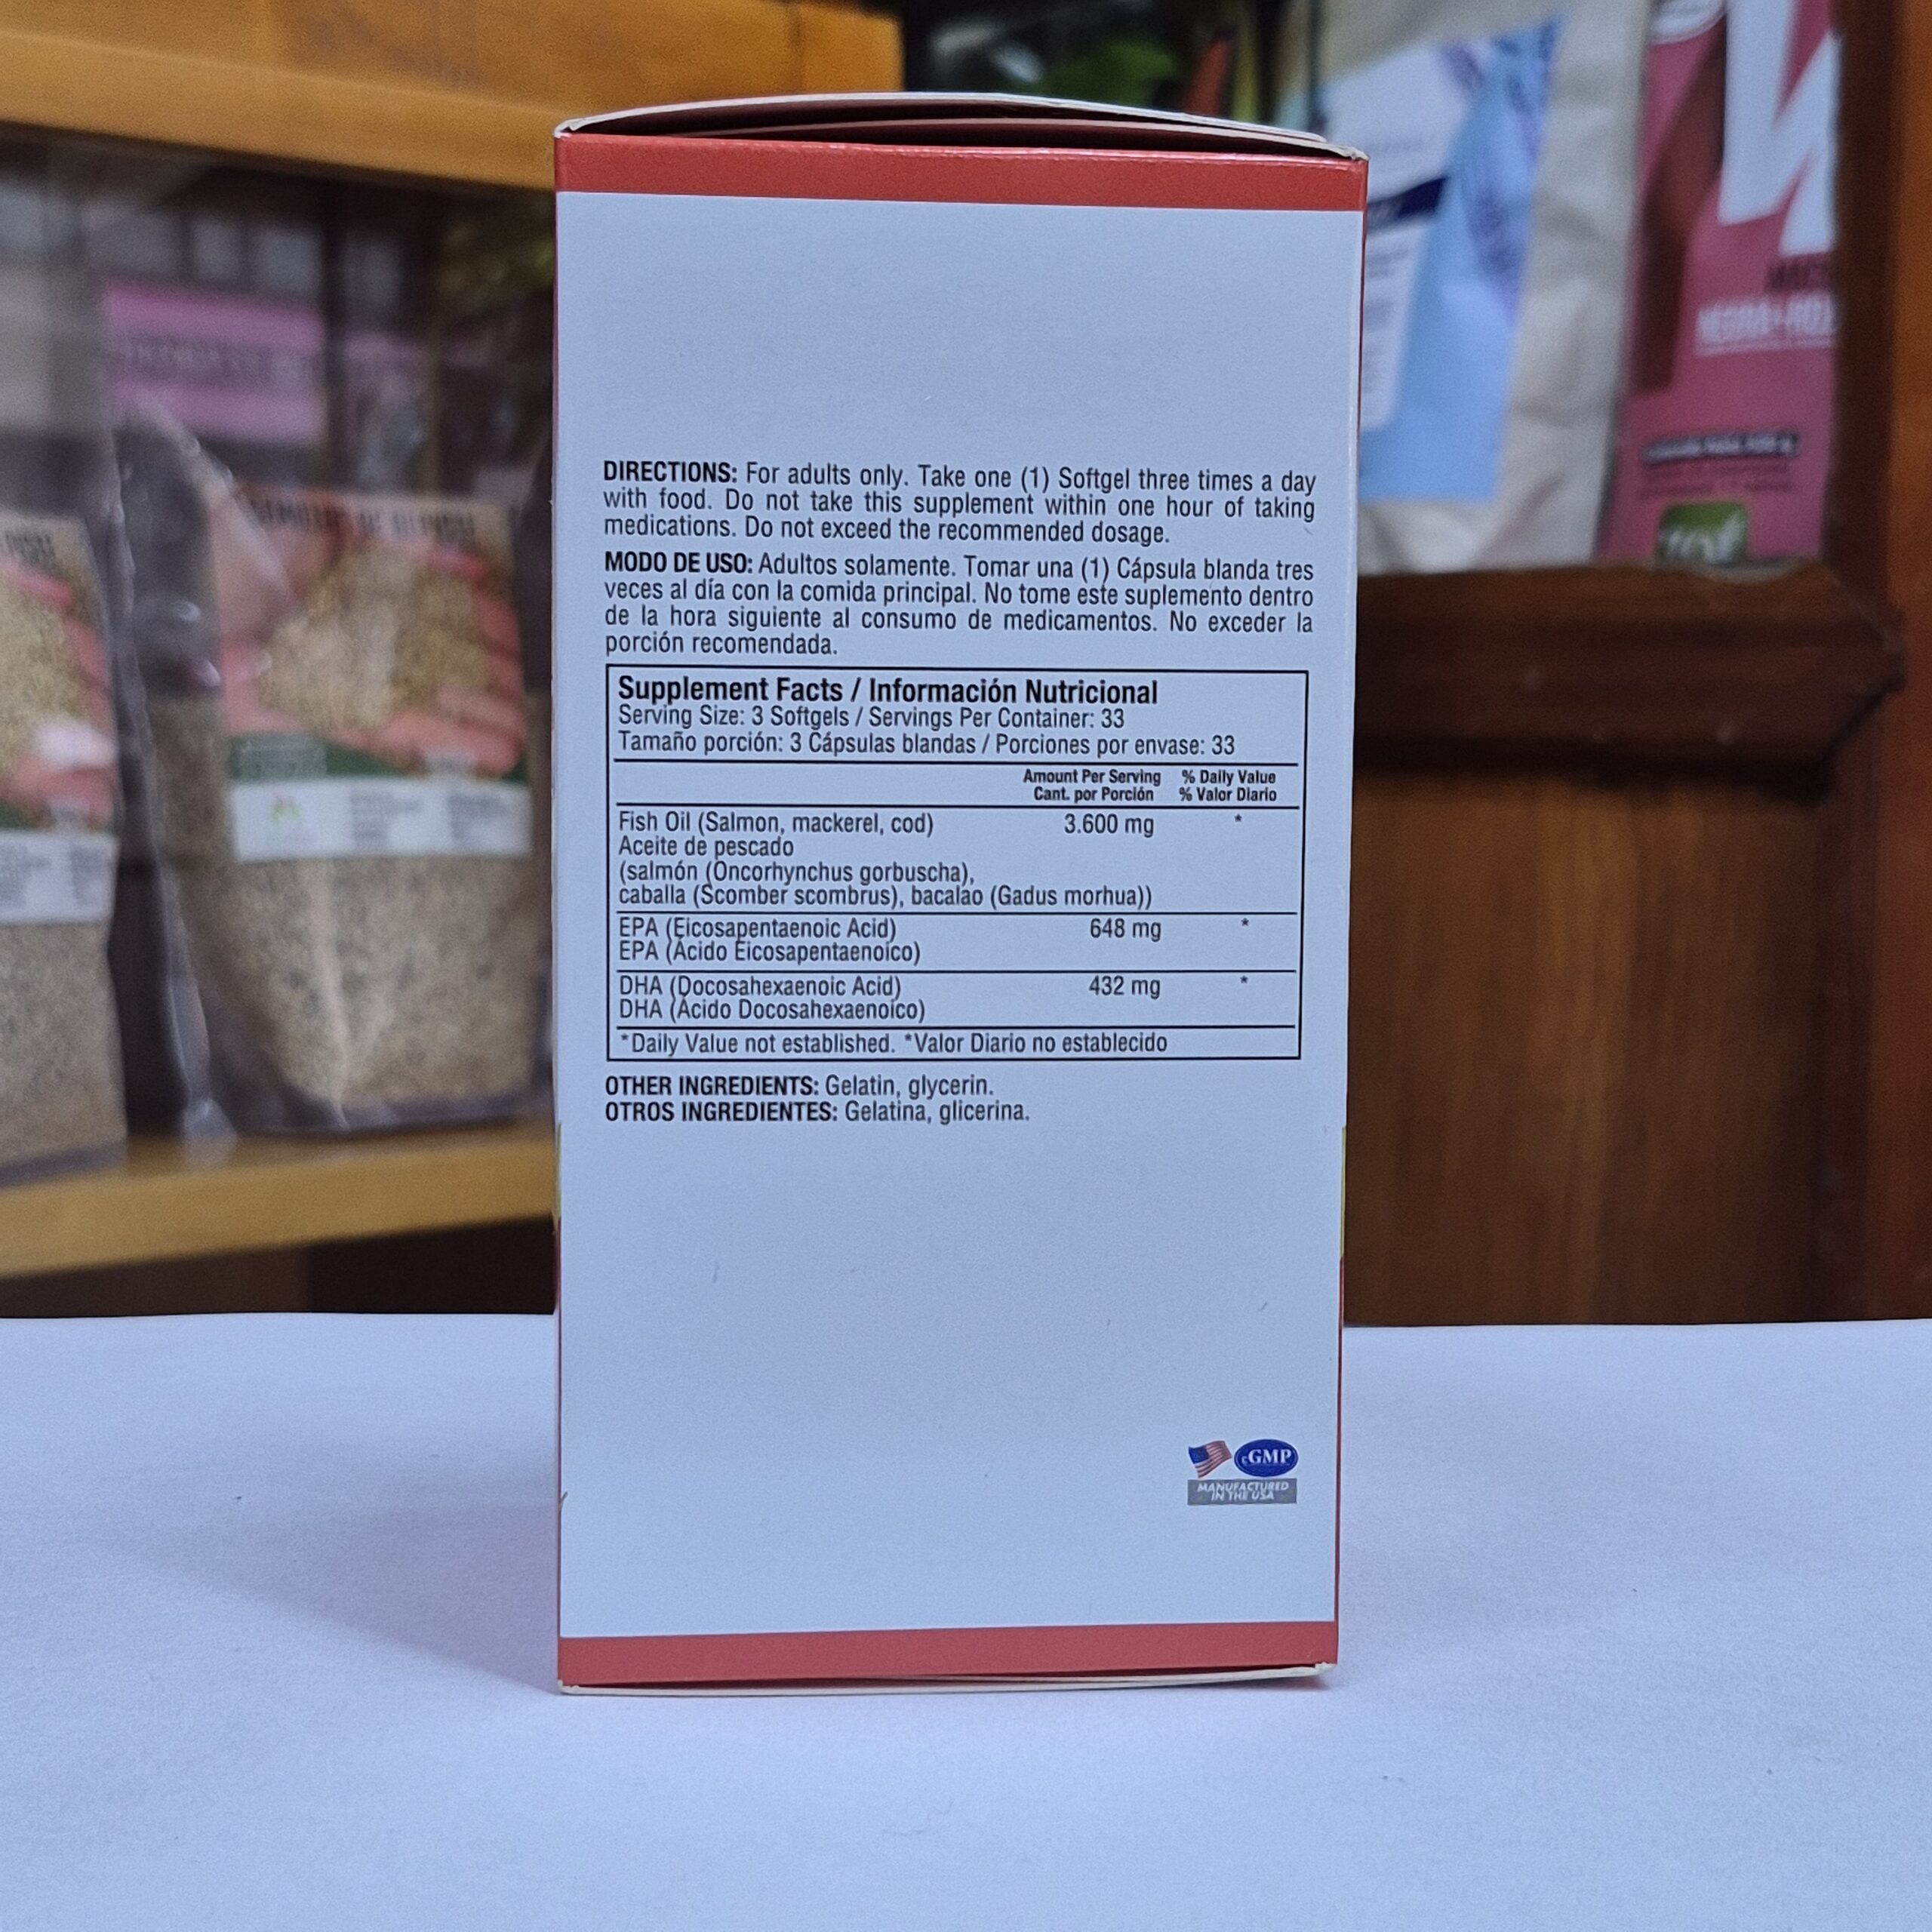 DIRECTIONS: For adults only. Take one (1) Softgel three times a day
with food. Do not take this supplement within one hour of taking
medications. Do not exceed the recommended dosage.
MODO DE USO: Adultos solamente. Tomar una (1) Cápsula blanda tres
veces al día con la comida principal. No tome este suplemento dentro
de la hora siguiente al consumo de medicamentos. No exceder la
porción recomendada.
Supplement Facts / Información Nutricional
Serving Size: 3 Softgels / Servings Per Container: 33
Tamaño porción: 3 Cápsulas blandas / Porciones por envase: 33
Amount Per Serving % Daily Value
Cant. por Porción % Valor Diario
Fish Oil (Salmon, mackerel, cod) 3.600 mg *
Aceite de pescado
(salmón (Oncorhynchus gorbuscha),
caballa (Scomber scombrus), bacalao (Gadus morhua))
EPA (Eicosapentaenoic Acid) 648 mg *
EPA (Ácido Eicosapentaenoico)
DHA (Docosahexaenoic Acid) 432 mg *
DHA (Ácido Docosahexaenoico)
*Daily Value not established. *Valor Diario no establecido
OTHER INGREDIENTS: Gelatin, glycerin.
OTROS INGREDIENTES: Gelatina, glicerina.
cGMP
MANUFACTURED
IN THE USA